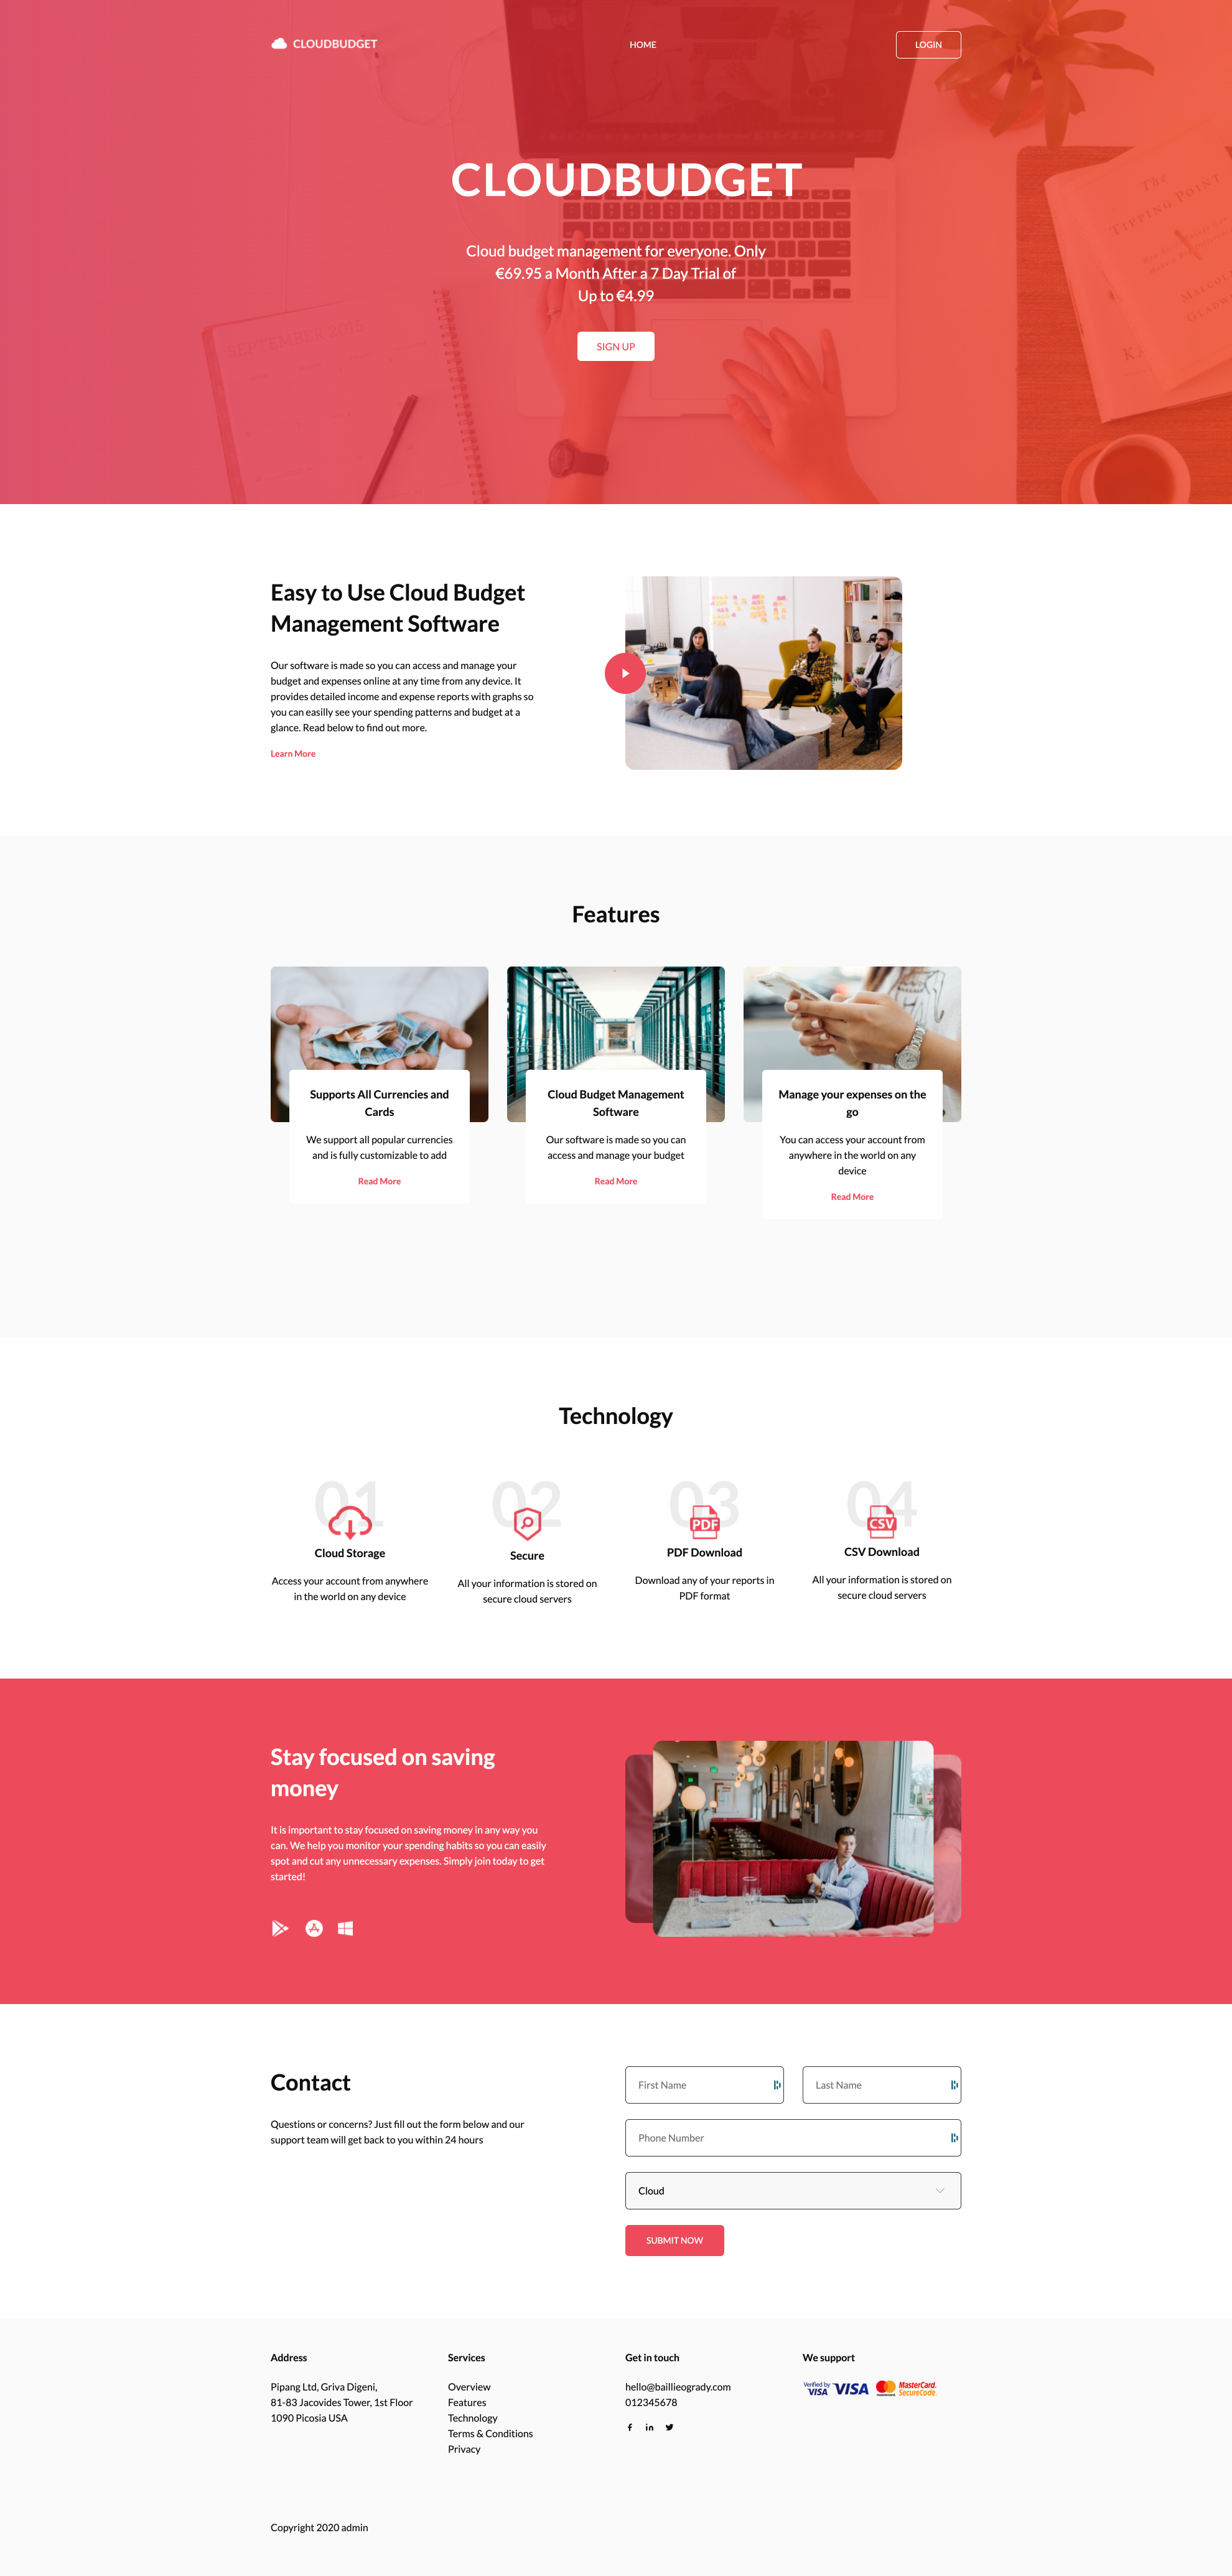 CLOUDBUDGET
HOME
LOGIN
CLOUDBUDGET
Cloud budget management for everyone. Only
€69.95 a Month After a 7 Day Trial of
Up to €4.99
SIGN UP
SEPTEMBER 2015
The
TIPPING POINT
Easy to Use Cloud Budget
Management Software
Our software is made so you can access and manage your
budget and expenses online at any time from any device. It
provides detailed income and expense reports with graphs so
you can easilly see your spending patterns and budget at a
glance. Read below to find out more.
Learn More
Features
Supports All Currencies and
Cards
We support all popular currencies
and is fully customizable to add
Read More
Cloud Budget Management
Software
Our software is made so you can
access and manage your budget
Read More
Manage your expenses on the
go
You can access your account from
anywhere in the world on any
device
Read More
Technology
01
Cloud Storage
Access your account from anywhere
in the world on any device
02
Secure
All your information is stored on
secure cloud servers
03
PDF
PDF Download
Download any of your reports in
PDF format
04
CSV
CSV Download
All your information is stored on
secure cloud servers
Stay focused on saving
money
It is important to stay focused on saving money in any way you
can. We help you monitor your spending habits so you can easily
spot and cut any unnecessary expenses. Simply join today to get
started!
Contact
Questions or concerns? Just fill out the form below and our
support team will get back to you within 24 hours
First Name
Last Name
Phone Number
Cloud
SUBMIT NOW
Address
Pipang Ltd, Griva Digeni,
81-83 Jacovides Tower, 1st Floor
1090 Picosia USA
Services
Overview
Features
Technology
Terms & Conditions
Privacy
Get in touch
hello@baillieogrady.com
012345678
We support
Verified by
VISA
VISA
MasterCard.
SecureCode.
Copyright 2020 admin